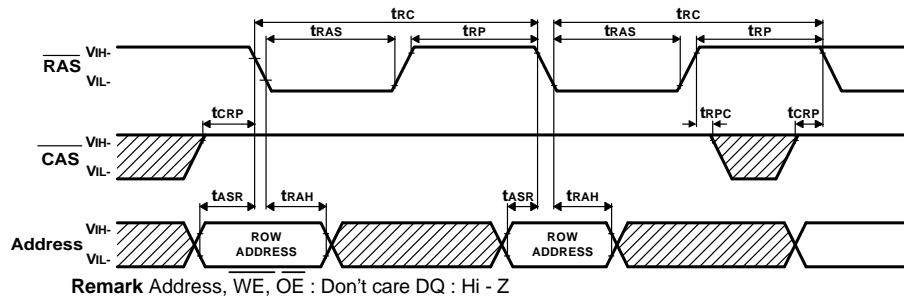 tRC tRC
tRAS tRP tRAS tRP
RAS VIH-
VIL-
tCRP tRPC tCRP
CAS VIH-
VIL-
tASR tRAH tASR tRAH
Address VIH-
VIL-
ROW ADDRESS
ROW ADDRESS
Remark Address, WE, OE : Don't care DQ : Hi - Z